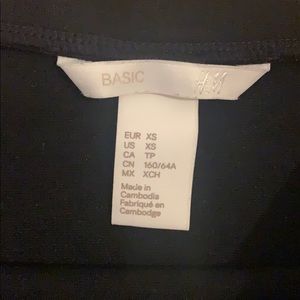 BASIC
H&M
EUR XS
US XS
CA TP
CN 160/64A
MX XCH
Made in
Cambodia
Fabriqué en
Cambodge